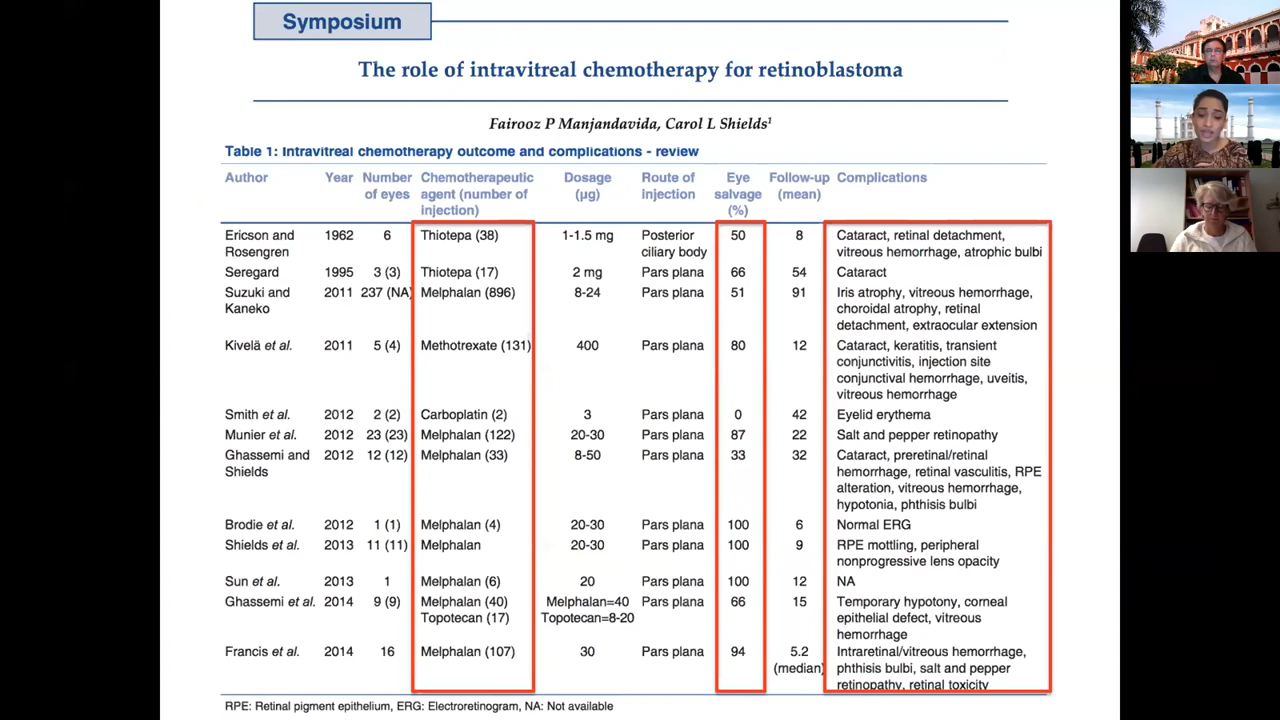 Symposium
The role of intravitreal chemotherapy for retinoblastoma
Fairooz P Manjandavida, Carol L Shields¹
Table 1: Intravitreal chemotherapy outcome and complications - review
Author Year Number of eyes Chemotherapeutic agent (number of injection) Dosage (µg) Route of injection Eye salvage (%) Follow-up (mean) Complications
Ericson and Rosengren 1962 6 Thiotepa (38) 1-1.5 mg Posterior ciliary body 50 8 Cataract, retinal detachment, vitreous hemorrhage, atrophic bulbi
Seregard 1995 3 (3) Thiotepa (17) 2 mg Pars plana 66 54 Cataract
Suzuki and Kaneko 2011 237 (NA) Melphalan (896) 8-24 Pars plana 51 91 Iris atrophy, vitreous hemorrhage, choroidal atrophy, retinal detachment, extraocular extension
Kivelä et al. 2011 5 (4) Methotrexate (131) 400 Pars plana 80 12 Cataract, keratitis, transient conjunctivitis, injection site conjunctival hemorrhage, uveitis, vitreous hemorrhage
Smith et al. 2012 2 (2) Carboplatin (2) 3 Pars plana 0 42 Eyelid erythema
Munier et al. 2012 23 (23) Melphalan (122) 20-30 Pars plana 87 22 Salt and pepper retinopathy
Ghassemi and Shields 2012 12 (12) Melphalan (33) 8-50 Pars plana 33 32 Cataract, preretinal/retinal hemorrhage, retinal vasculitis, RPE alteration, vitreous hemorrhage, hypotonia, phthisis bulbi
Brodie et al. 2012 1 (1) Melphalan (4) 20-30 Pars plana 100 6 Normal ERG
Shields et al. 2013 11 (11) Melphalan 20-30 Pars plana 100 9 RPE mottling, peripheral nonprogressive lens opacity
Sun et al. 2013 1 Melphalan (6) 20 Pars plana 100 12 NA
Ghassemi et al. 2014 9 (9) Melphalan (40) Topotecan (17) Melphalan=40 Topotecan=8-20 Pars plana 66 15 Temporary hypotony, corneal epithelial defect, vitreous hemorrhage
Francis et al. 2014 16 Melphalan (107) 30 Pars plana 94 5.2 (median) Intraretinal/vitreous hemorrhage, phthisis bulbi, salt and pepper retinopathy, retinal toxicity
RPE: Retinal pigment epithelium, ERG: Electroretinogram, NA: Not available